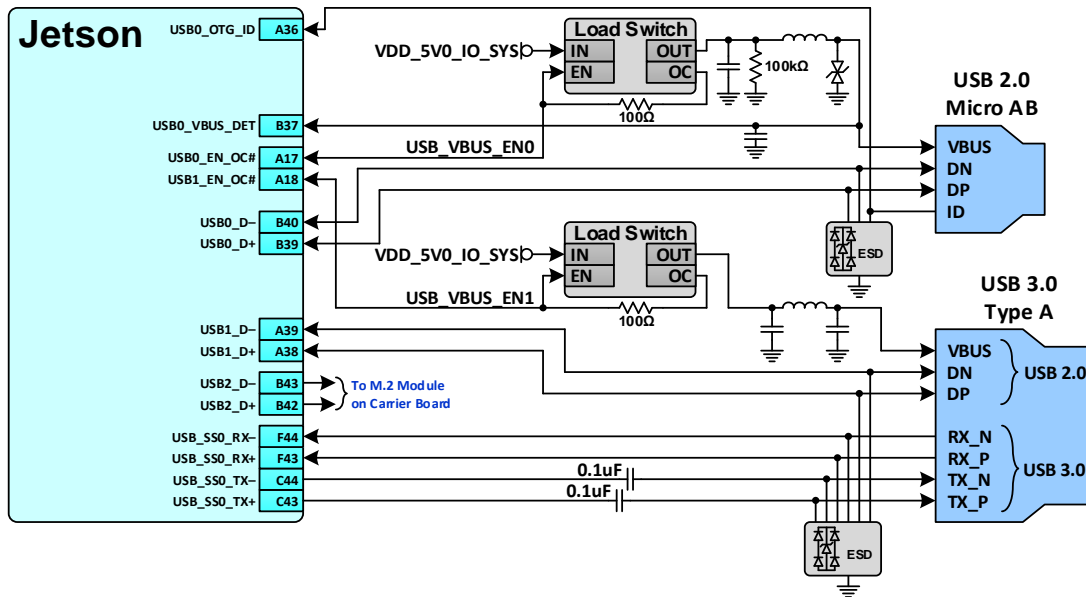 Jetson
USB0_OTG_ID A36
USB0_VBUS_DET B37
USB0_EN_OC# A17
USB1_EN_OC# A18
USB0_D− B40
USB0_D+ B39
USB1_D− A39
USB1_D+ A38
USB2_D− B43
USB2_D+ B42
USB_SS0_RX− F44
USB_SS0_RX+ F43
USB_SS0_TX− C44
USB_SS0_TX+ C43
To M.2 Module
on Carrier Board
VDD_5V0_IO_SYS
Load Switch
IN OUT
EN OC
100kΩ
100Ω
USB_VBUS_EN0
VDD_5V0_IO_SYS
Load Switch
IN OUT
EN OC
100Ω
USB_VBUS_EN1
0.1uF
0.1uF
USB 2.0
Micro AB
VBUS
DN
DP
ID
ESD
USB 3.0
Type A
VBUS
DN
DP
USB 2.0
RX_N
RX_P
TX_N
TX_P
USB 3.0
ESD